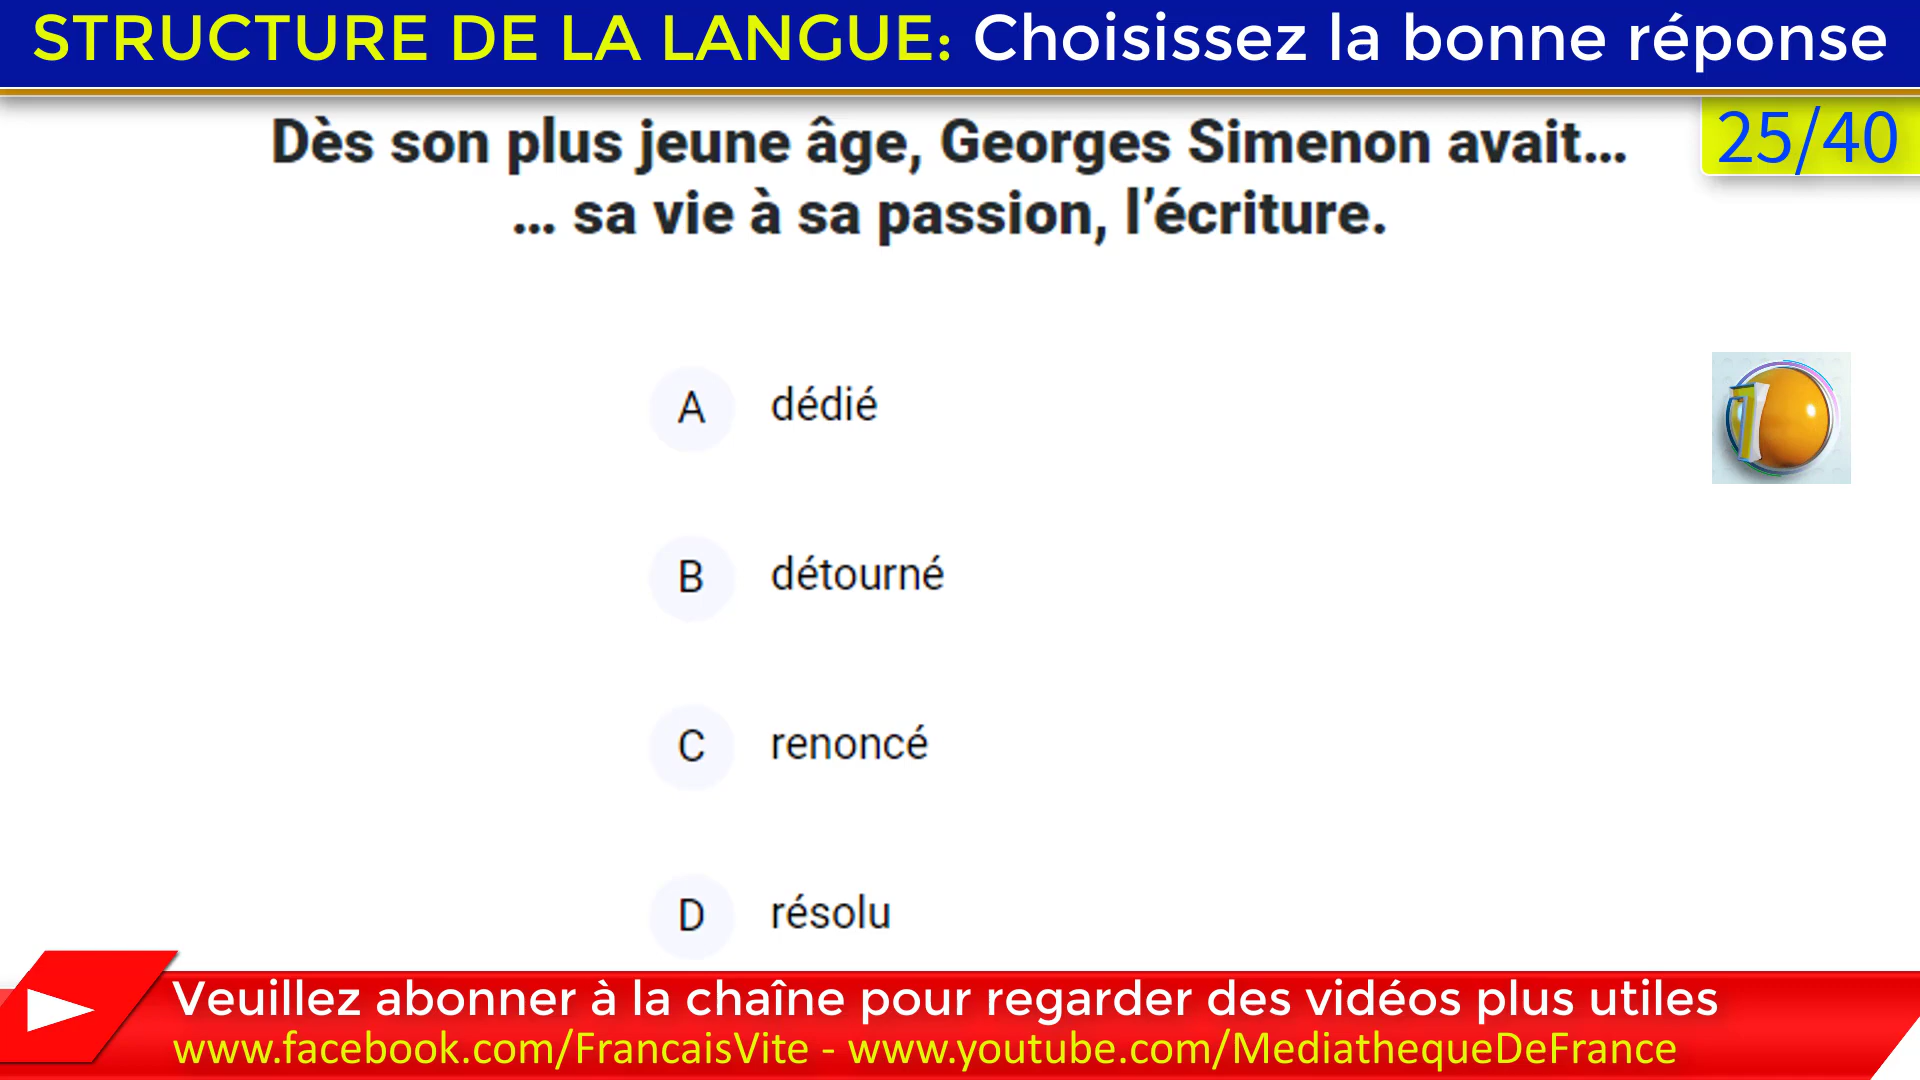 STRUCTURE DE LA LANGUE: Choisissez la bonne réponse
25/40
Dès son plus jeune âge, Georges Simenon avait...
... sa vie à sa passion, l’écriture.
A dédié
B détourné
C renoncé
D résolu
Veuillez abonner à la chaîne pour regarder des vidéos plus utiles
www.facebook.com/FrancaisVite - www.youtube.com/MediathequeDeFrance